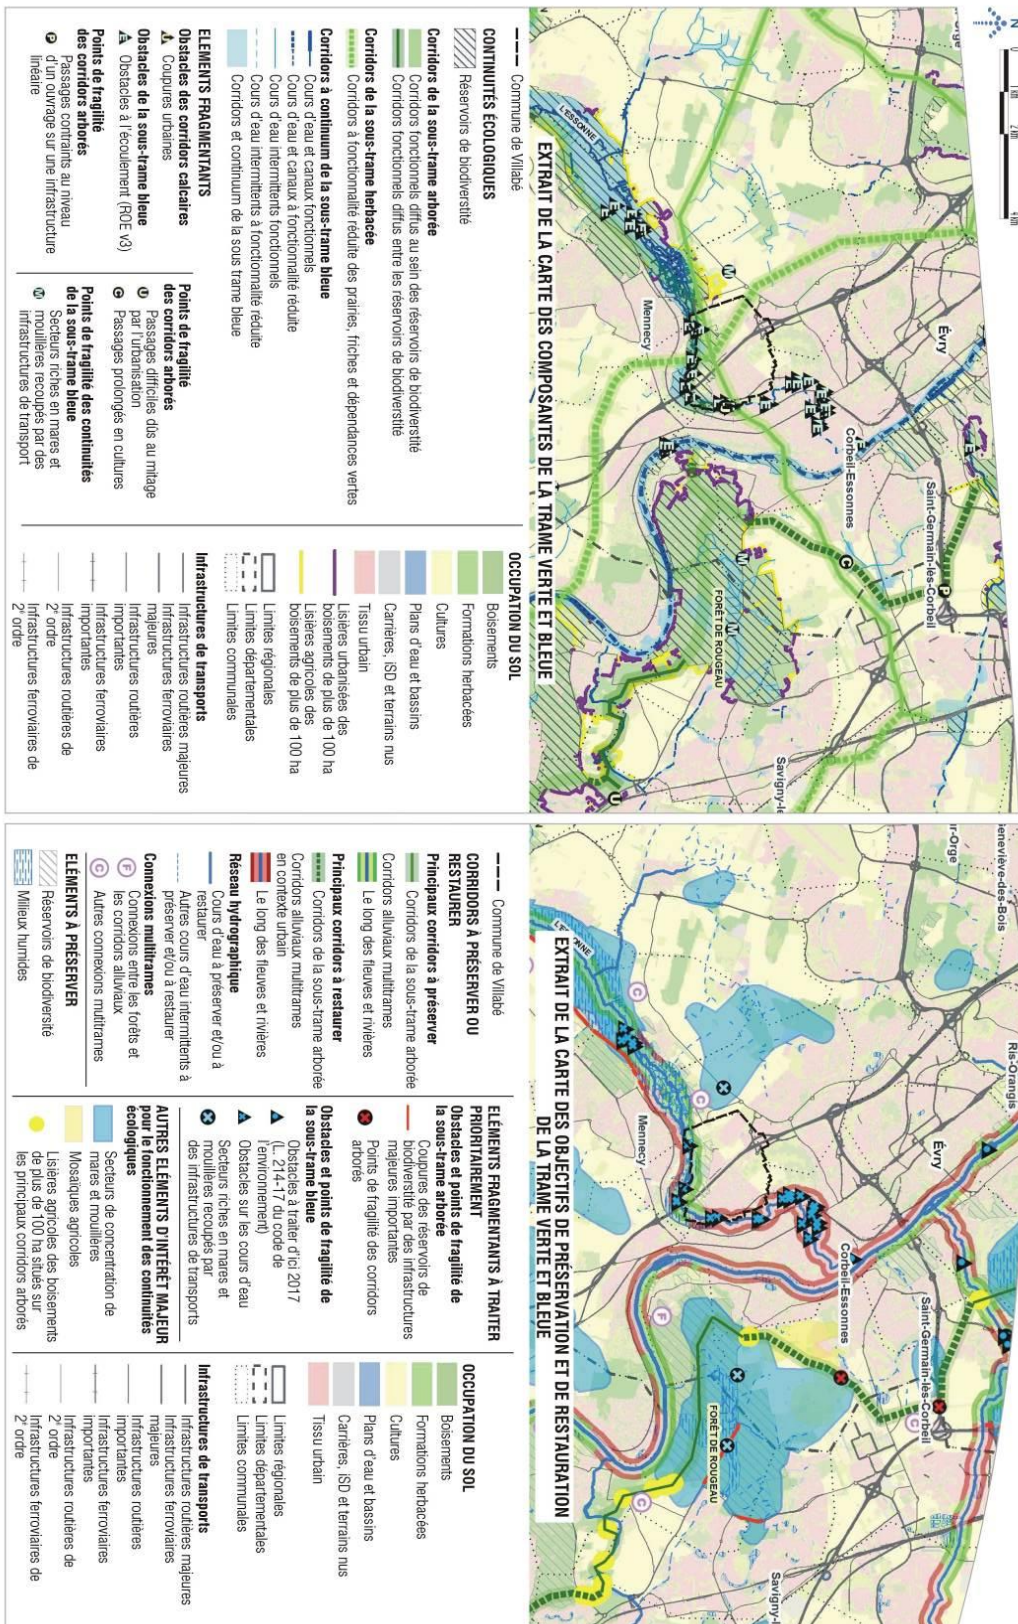 EXTRAIT DE LA CARTE DES COMPOSANTES DE LA TRAME VERTE ET BLEUE
N
0
1 km
2 km
4 km
Évry
Corbeil-Essonnes
Saint-Germain-lès-Corbeil
Savigny-le
Mennecy
L'ESSONNE
FORÊT DE ROUGEAU
Commune de Villabé
CONTINUITÉS ÉCOLOGIQUES
Réservoirs de biodiverstité
Corridors de la sous-trame arborée
Corridors fonctionnels diffus au sein des réservoirs de biodiversité
Corridors fonctionnels diffus entre les réservoirs de biodiversité
Corridors de la sous-trame herbacée
Corridors à fonctionnalité réduite des prairies, friches et dépendances vertes
Corridors à continuum de la sous-trame bleue
Cours d'eau et canaux fonctionnels
Cours d'eau et canaux à fonctionnalité réduite
Cours d'eau intermittents fonctionnels
Cours d'eau intermittents à fonctionnalité réduite
Corridors et continuum de la sous trame bleue
ELEMENTS FRAGMENTANTS
Obstacles des corridors calcaires
Coupures urbaines
Obstacles de la sous-trame bleue
E Obstacles à l'écoulement (ROE v3)
Points de fragilité
des corridors arborés
P Passages contraints au niveau
d'un ouvrage sur une infrastructure
linéaire
Points de fragilité
des corridors arborés
U Passages difficiles dûs au mitage
par l'urbanisation
C Passages prolongés en cultures
Points de fragilité des continuités
de la sous-trame bleue
M Secteurs riches en mares et
mouillères recoupés par des
infrastructures de transport
OCCUPATION DU SOL
Boisements
Formations herbacées
Cultures
Plans d'eau et bassins
Carrières, iSD et terrains nus
Tissu urbain
Lisières urbanisées des
boisements de plus de 100 ha
Lisières agricoles des
boisements de plus de 100 ha
Limites régionales
Limites départementales
Limites communales
Infrastructures de transports
Infrastructures routières majeures
Infrastructures ferroviaires
majeures
Infrastructures routières
importantes
Infrastructures ferroviaires
importantes
Infrastructures routières de
2e ordre
Infrastructures ferroviaires de
2e ordre
EXTRAIT DE LA CARTE DES OBJECTIFS DE PRÉSERVATION ET DE RESTAURATION
DE LA TRAME VERTE ET BLEUE
eneviève-des-Bois
r-Orge
Ris-Orangis
Évry
Corbeil-Essonnes
Saint-Germain-lès-Corbeil
Savigny-l
Mennecy
L'ESSONNE
FORÊT DE ROUGEAU
Commune de Villabé
CORRIDORS À PRÉSERVER OU
RESTAURER
Principaux corridors à préserver
Corridors de la sous-trame arborée
Corridors alluviaux multitrames
Le long des fleuves et rivières
Principaux corridors à restaurer
Corridors de la sous-trame arborée
Corridors alluviaux multitrames
en contexte urbain
Le long des fleuves et rivières
Réseau hydrographique
Cours d'eau à préserver et/ou à
restaurer
Autres cours d'eau intermittents à
préserver et/ou à restaurer
Connexions multitrames
F Connexions entre les forêts et
les corridors alluviaux
C Autres connexions mutitrames
ELÉMENTS À PRÉSERVER
Réservoirs de biodiversité
Milieux humides
ELÉMENTS FRAGMENTANTS À TRAITER
PRIORITAIREMENT
Obstacles et points de fragilité de
la sous-trame arborée
Coupures des réservoirs de
biodiversité par des infrastructures
majeures importantes
Points de fragilité des corridors
arborés
Obstacles et points de fragilité de
la sous-trame bleue
Obstacles à traiter d'ici 2017
(L. 214-17 du code de
l'environnement)
Obstacles sur les cours d'eau
Secteurs riches en mares et
mouillères recoupés par
des infrastructures de transports
AUTRES ELÉMENTS D'INTÉRÊT MAJEUR
pour le fonctionnement des continuités
écologiques
Secteurs de concentration de
mares et mouillères
Mosaïques agricoles
Lisières agricoles des boisements
de plus de 100 ha situés sur
les principaux corridors arborés
OCCUPATION DU SOL
Boisements
Formations herbacées
Cultures
Plans d'eau et bassins
Carrières, iSD et terrains nus
Tissu urbain
Limites régionales
Limites départementales
Limites communales
Infrastructures de transports
Infrastructures routières majeures
Infrastructures ferroviaires
majeures
Infrastructures routières
importantes
Infrastructures ferroviaires
importantes
Infrastructures routières de
2e ordre
Infrastructures ferroviaires de
2e ordre